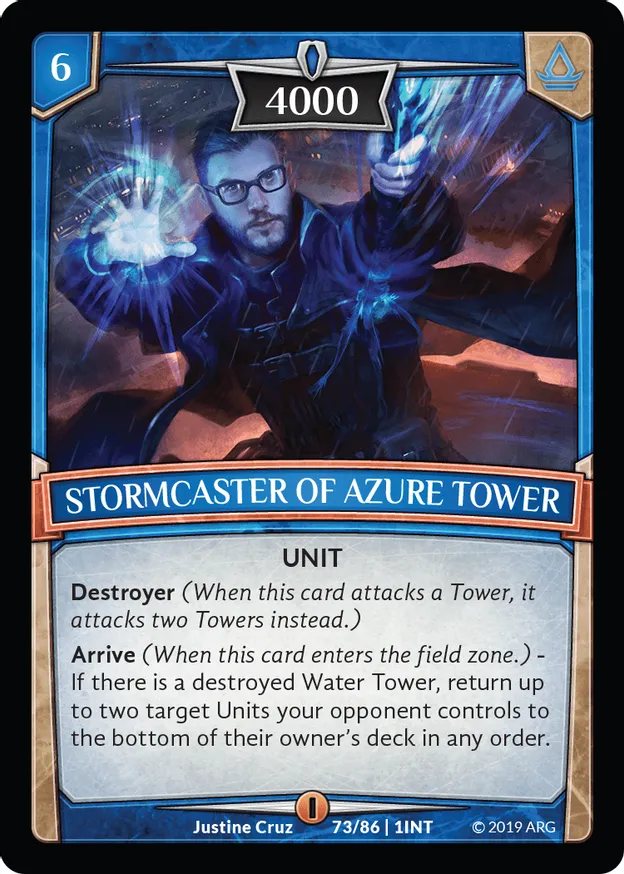 6
4000
STORMCASTER OF AZURE TOWER
UNIT
Destroyer (When this card attacks a Tower, it
attacks two Towers instead.)
Arrive (When this card enters the field zone.) -
If there is a destroyed Water Tower, return up
to two target Units your opponent controls to
the bottom of their owner's deck in any order.
I
Justine Cruz 73/86 | 1INT © 2019 ARG